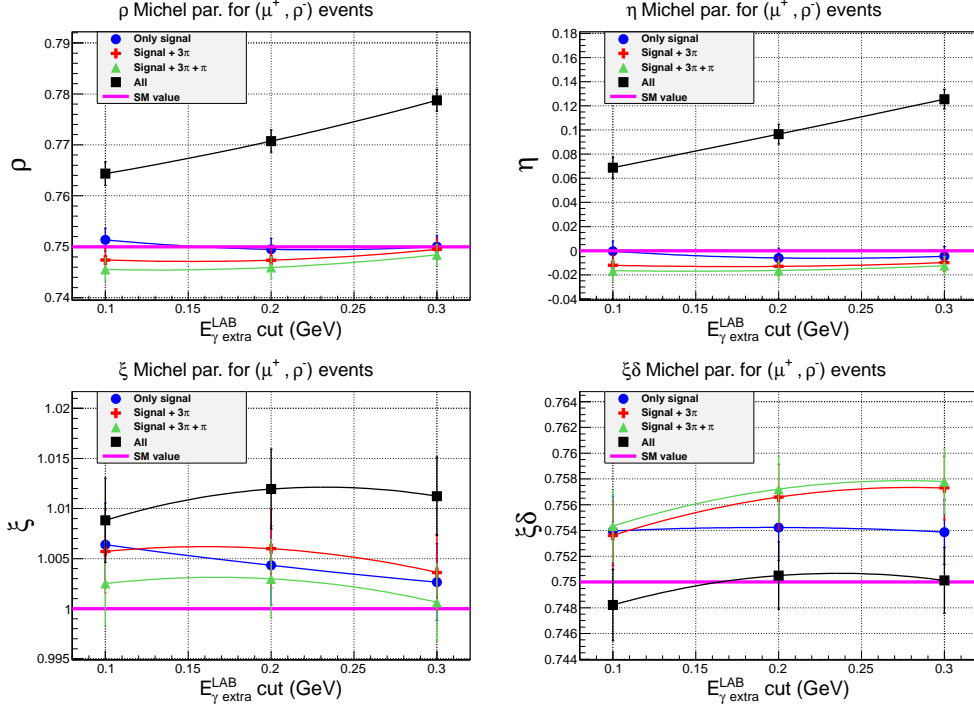 ρ Michel par. for (μ⁺ , ρ⁻) events
Only signal
Signal + 3π
Signal + 3π + π
All
SM value
0.79
0.78
0.77
0.76
0.75
0.74
ρ
0.1 0.15 0.2 0.25 0.3
E^LAB_γ extra cut (GeV)
η Michel par. for (μ⁺ , ρ⁻) events
Only signal
Signal + 3π
Signal + 3π + π
All
SM value
0.18
0.16
0.14
0.12
0.1
0.08
0.06
0.04
0.02
0
-0.02
-0.04
η
0.1 0.15 0.2 0.25 0.3
E^LAB_γ extra cut (GeV)
ξ Michel par. for (μ⁺ , ρ⁻) events
Only signal
Signal + 3π
Signal + 3π + π
All
SM value
1.02
1.015
1.01
1.005
1
0.995
ξ
0.1 0.15 0.2 0.25 0.3
E^LAB_γ extra cut (GeV)
ξδ Michel par. for (μ⁺ , ρ⁻) events
Only signal
Signal + 3π
Signal + 3π + π
All
SM value
0.764
0.762
0.76
0.758
0.756
0.754
0.752
0.75
0.748
0.746
0.744
ξδ
0.1 0.15 0.2 0.25 0.3
E^LAB_γ extra cut (GeV)